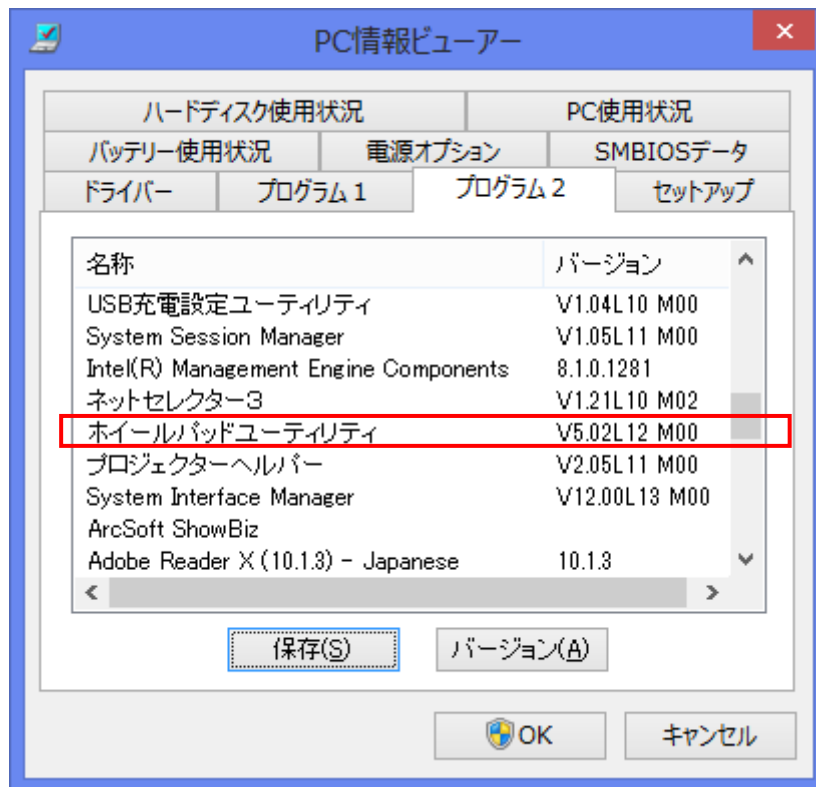 PC情報ビューアー
ハードディスク使用状況 PC使用状況
バッテリー使用状況 電源オプション SMBIOSデータ
ドライバー プログラム1 プログラム2 セットアップ
名称 バージョン
USB充電設定ユーティリティ V1.04L10 M00
System Session Manager V1.05L11 M00
Intel(R) Management Engine Components 8.1.0.1281
ネットセレクター3 V1.21L10 M02
ホイールパッドユーティリティ V5.02L12 M00
プロジェクターヘルパー V2.05L11 M00
System Interface Manager V12.00L13 M00
ArcSoft ShowBiz
Adobe Reader X (10.1.3) - Japanese 10.1.3
保存(S) バージョン(A)
OK キャンセル